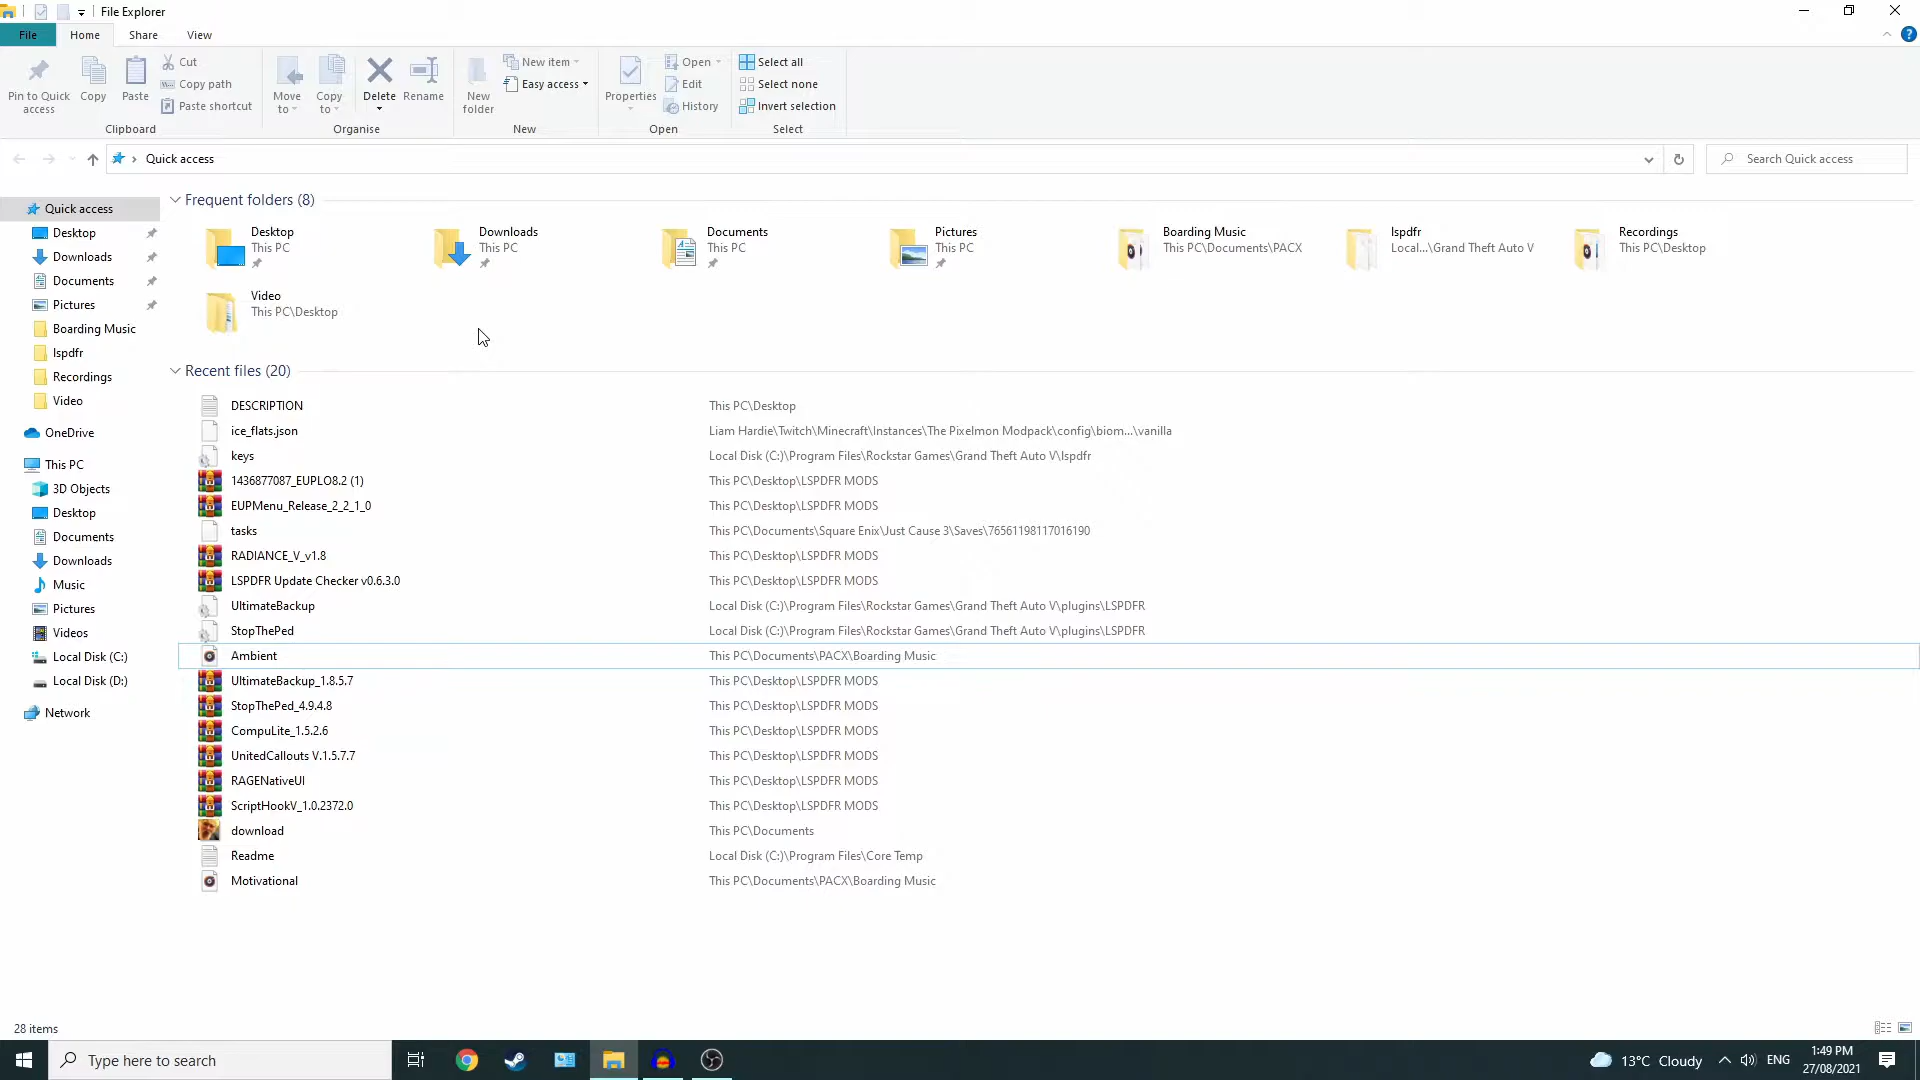 File Explorer
File Home Share View
Pin to Quick access
Copy
Paste
Cut
Copy path
Paste shortcut
Clipboard
Move to
Copy to
Delete
Rename
Organise
New folder
New item
Easy access
New
Properties
Open
Edit
History
Open
Select all
Select none
Invert selection
Select
Quick access
Search Quick access
Quick access
Desktop
Downloads
Documents
Pictures
Boarding Music
lspdfr
Recordings
Video
OneDrive
This PC
3D Objects
Desktop
Documents
Downloads
Music
Pictures
Videos
Local Disk (C:)
Local Disk (D:)
Network
Frequent folders (8)
Desktop
This PC
Downloads
This PC
Documents
This PC
Pictures
This PC
Boarding Music
This PC\Documents\PACX
lspdfr
Local...\Grand Theft Auto V
Recordings
This PC\Desktop
Video
This PC\Desktop
Recent files (20)
DESCRIPTION This PC\Desktop
ice_flats.json Liam Hardie\Twitch\Minecraft\Instances\The Pixelmon Modpack\config\biom...\vanilla
keys Local Disk (C:)\Program Files\Rockstar Games\Grand Theft Auto V\lspdfr
1436877087_EUPLO8.2 (1) This PC\Desktop\LSPDFR MODS
EUPMenu_Release_2_2_1_0 This PC\Desktop\LSPDFR MODS
tasks This PC\Documents\Square Enix\Just Cause 3\Saves\76561198117016190
RADIANCE_V_v1.8 This PC\Desktop\LSPDFR MODS
LSPDFR Update Checker v0.6.3.0 This PC\Desktop\LSPDFR MODS
UltimateBackup Local Disk (C:)\Program Files\Rockstar Games\Grand Theft Auto V\plugins\LSPDFR
StopThePed Local Disk (C:)\Program Files\Rockstar Games\Grand Theft Auto V\plugins\LSPDFR
Ambient This PC\Documents\PACX\Boarding Music
UltimateBackup_1.8.5.7 This PC\Desktop\LSPDFR MODS
StopThePed_4.9.4.8 This PC\Desktop\LSPDFR MODS
CompuLite_1.5.2.6 This PC\Desktop\LSPDFR MODS
UnitedCallouts V.1.5.7.7 This PC\Desktop\LSPDFR MODS
RAGENativeUI This PC\Desktop\LSPDFR MODS
ScriptHookV_1.0.2372.0 This PC\Desktop\LSPDFR MODS
download This PC\Documents
Readme Local Disk (C:)\Program Files\Core Temp
Motivational This PC\Documents\PACX\Boarding Music
28 items
Type here to search
13°C Cloudy
ENG
1:49 PM
27/08/2021